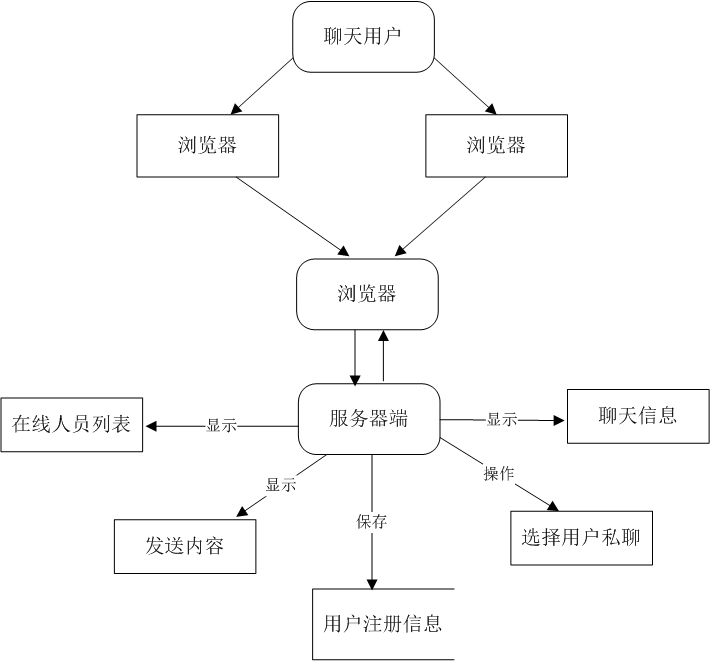 聊天用户
浏览器
浏览器
浏览器
服务器端
在线人员列表
显示
显示
聊天信息
显示
操作
发送内容
保存
选择用户私聊
用户注册信息